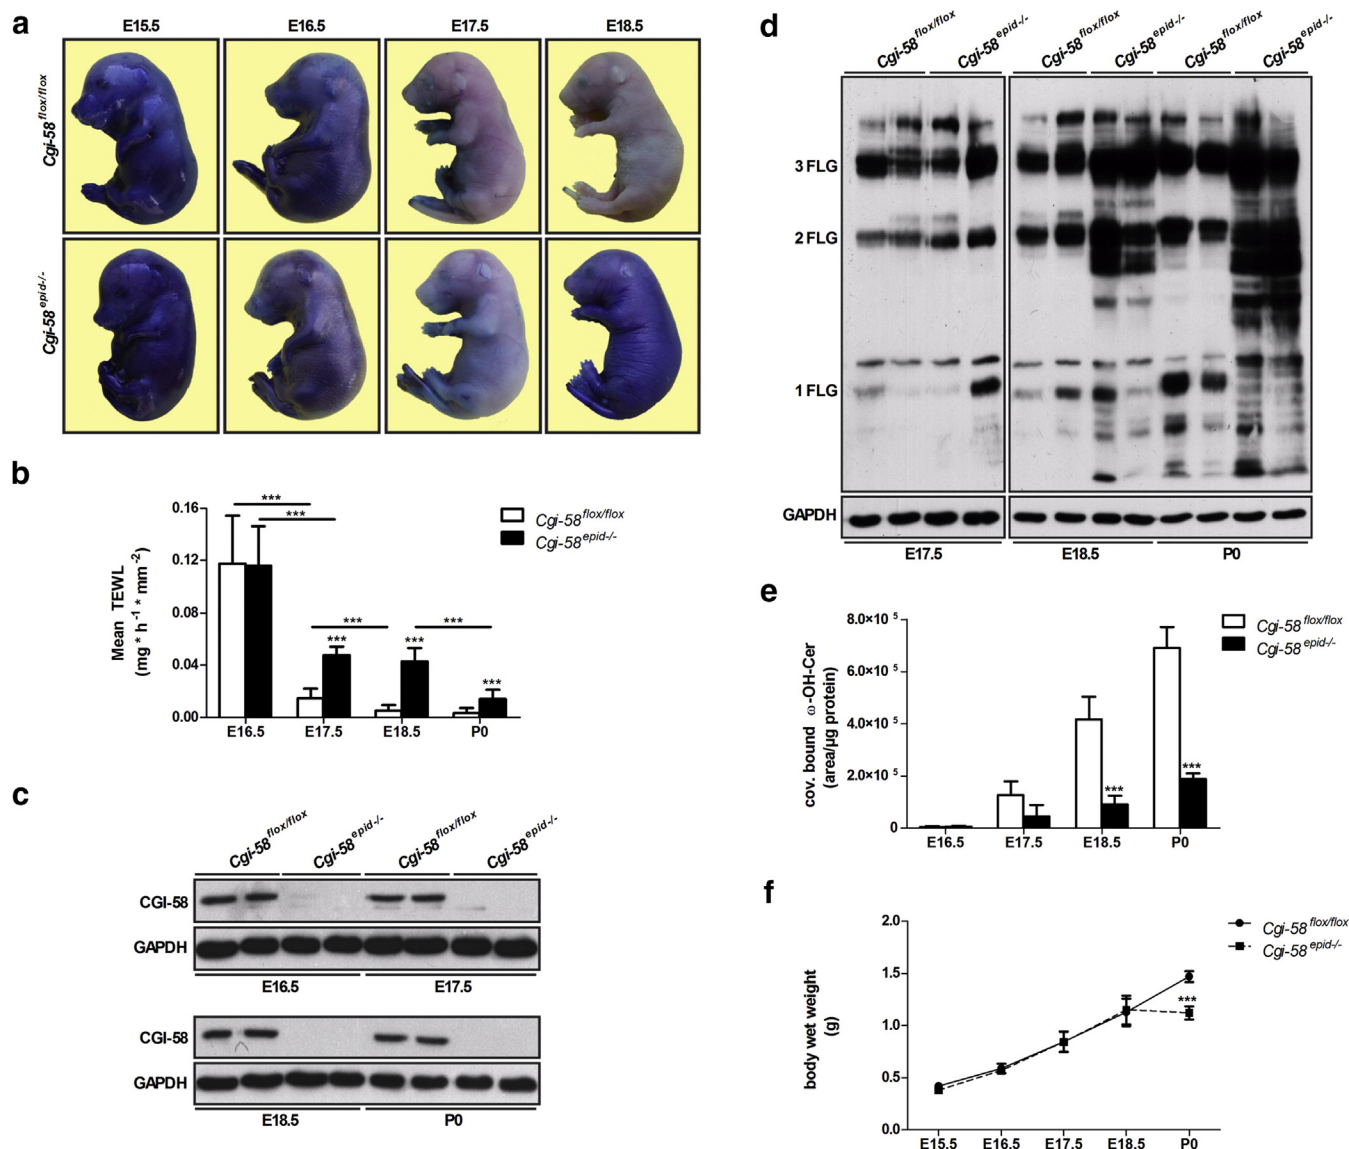 a
E15.5 E16.5 E17.5 E18.5
Cgi-58 flox/flox
Cgi-58 epid-/-
b
Mean TEWL
(mg * h⁻¹ * mm⁻²)
0.16
0.12
0.08
0.04
0.00
*** *** *** *** *** *** ***
Cgi-58 flox/flox
Cgi-58 epid-/-
E16.5 E17.5 E18.5 P0
c
Cgi-58 flox/flox Cgi-58 epid-/- Cgi-58 flox/flox Cgi-58 epid-/-
CGI-58
GAPDH
E16.5 E17.5
CGI-58
GAPDH
E18.5 P0
d
Cgi-58 flox/flox Cgi-58 epid-/- Cgi-58 flox/flox Cgi-58 epid-/- Cgi-58 flox/flox Cgi-58 epid-/-
3 FLG
2 FLG
1 FLG
GAPDH
E17.5 E18.5 P0
e
cov. bound ω-OH-Cer
(area/µg protein)
8.0×10⁵
6.0×10⁵
4.0×10⁵
2.0×10⁵
0
*** ***
Cgi-58 flox/flox
Cgi-58 epid-/-
E16.5 E17.5 E18.5 P0
f
body wet weight
(g)
2.0
1.5
1.0
0.5
0.0
***
Cgi-58 flox/flox
Cgi-58 epid-/-
E15.5 E16.5 E17.5 E18.5 P0